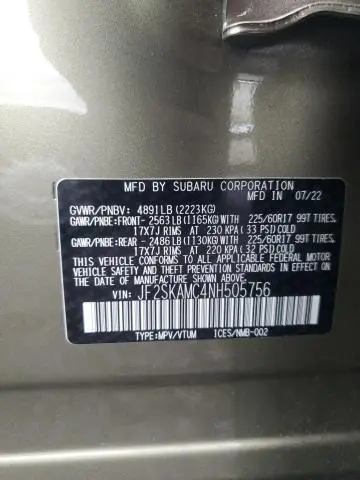 MFD BY SUBARU CORPORATION
MFD IN 07/22
GVWR/PNBV: 4891LB(2223KG)
GAWR/PNBE:FRONT- 2563LB(1165KG)WITH 225/60R17 99T TIRES,
17X7J RIMS AT 230 KPA ( 33 PSI) COLD
GAWR/PNBE:REAR - 2486LB(1130KG)WITH 225/60R17 99T TIRES,
17X7J RIMS AT 220 KPA ( 32 PSI) COLD
THIS VEHICLE CONFORMS TO ALL APPLICABLE FEDERAL MOTOR VEHICLE
SAFETY, BUMPER, AND THEFT PREVENTION STANDARDS IN EFFECT ON
THE DATE OF MANUFACTURE SHOWN ABOVE.
VIN: JF2SKAMC4NH505756
TYPE:MPV/VTUM ICES/NMB-002